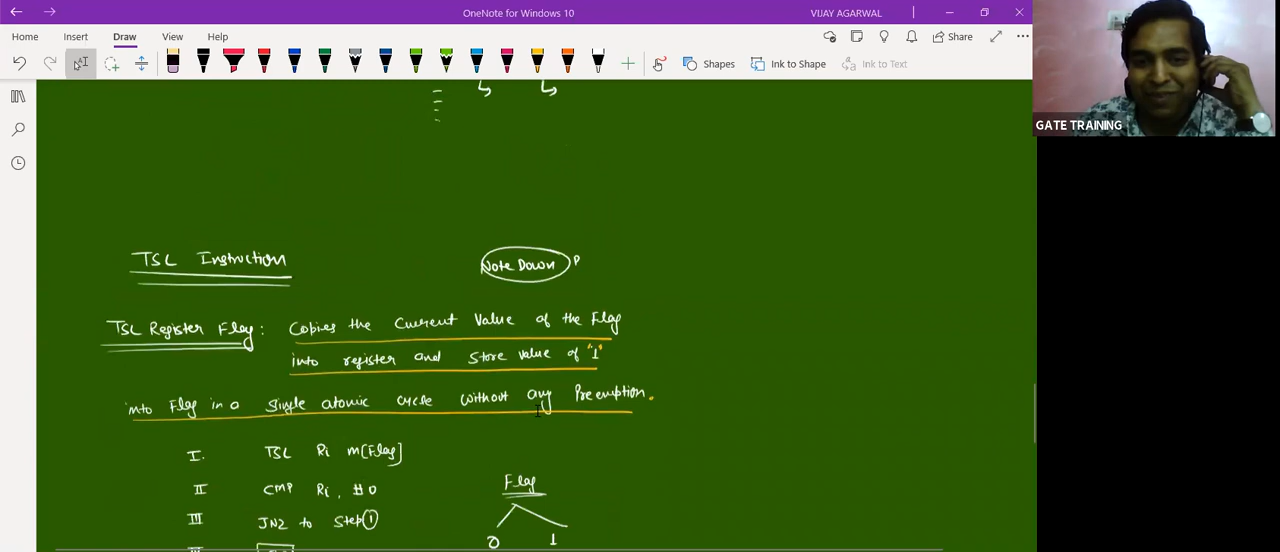 OneNote for Windows 10
VIJAY AGARWAL
Home Insert Draw View Help
Share
Shapes
Ink to Shape
Ink to Text
GATE TRAINING
TSL Instruction
Note Down
TSL Register Flag : Copies the Current Value of the Flag
into register and Store value of "1"
into Flag in a Single atomic cycle without any Preemption.
I. TSL Ri m[Flag]
II CMP Ri, #0
III JNZ to Step 1
Flag
0 1